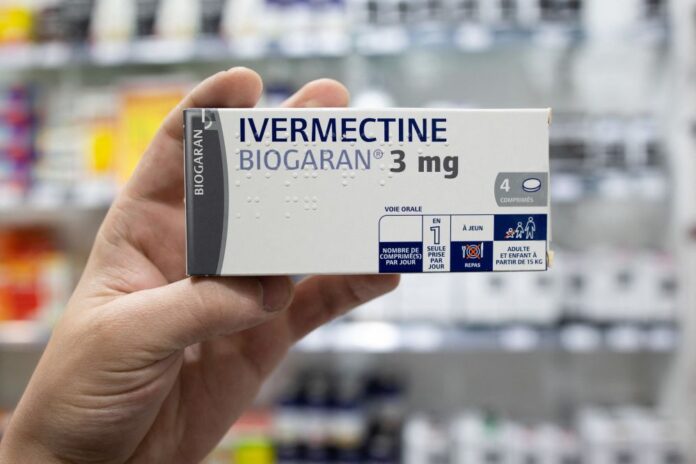 BIOGARAN
IVERMECTINE
BIOGARAN® 3 mg
4
COMPRIMÉS
VOIE ORALE
NOMBRE DE
COMPRIMÉ(S)
PAR JOUR
EN
1
SEULE
PRISE
PAR
JOUR
À JEUN
REPAS
ADULTE
ET ENFANT À
PARTIR DE 15 KG